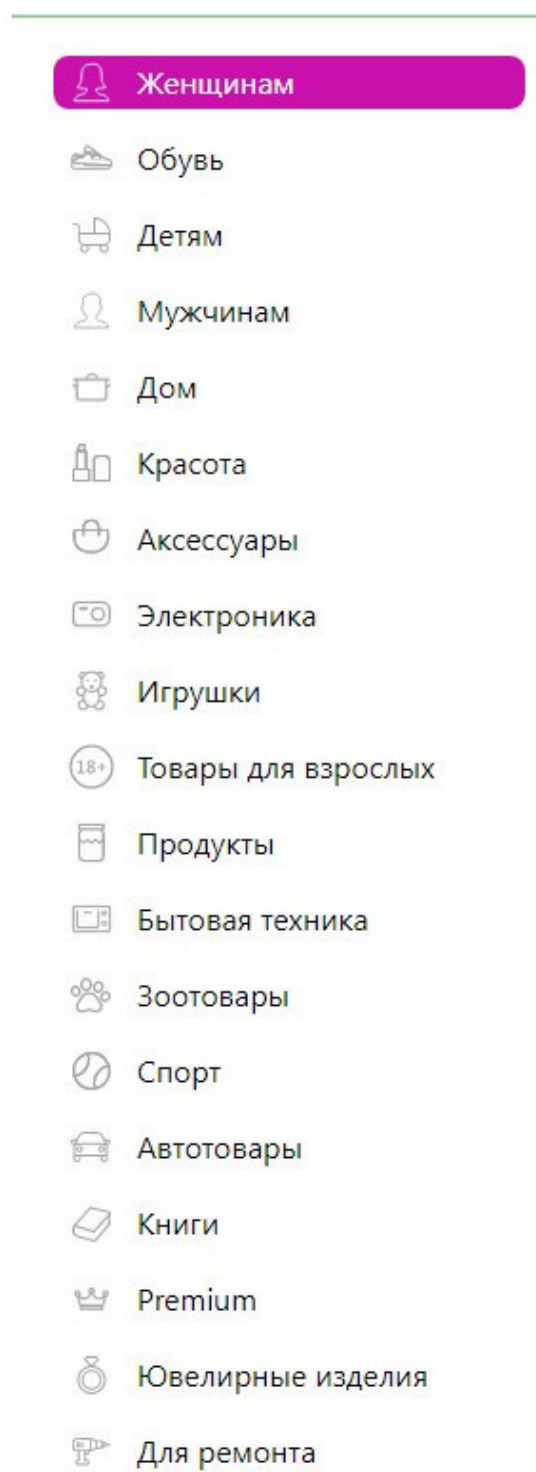 Женщинам
Обувь
Детям
Мужчинам
Дом
Красота
Аксессуары
Электроника
Игрушки
18+ Товары для взрослых
Продукты
Бытовая техника
Зоотовары
Спорт
Автотовары
Книги
Premium
Ювелирные изделия
Для ремонта